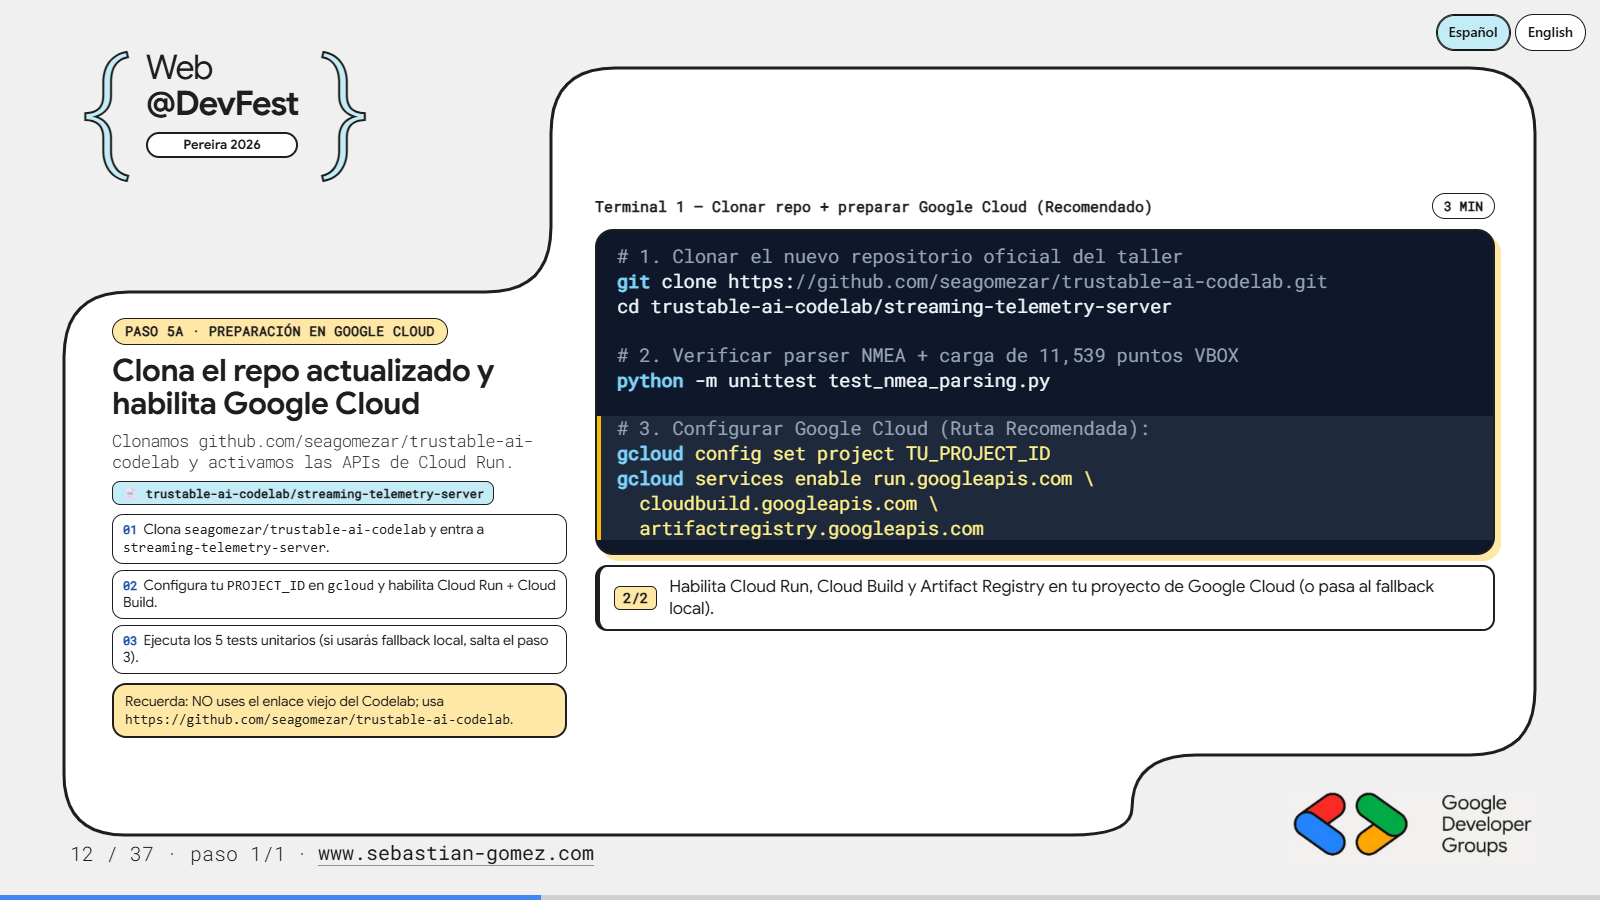 Español
English
Web
@DevFest
Pereira 2026
PASO 5A · PREPARACIÓN EN GOOGLE CLOUD
Clona el repo actualizado y
habilita Google Cloud
Clonamos github.com/seagomezar/trustable-ai-
codelab y activamos las APIs de Cloud Run.
trustable-ai-codelab/streaming-telemetry-server
01 Clona seagomezar/trustable-ai-codelab y entra a
streaming-telemetry-server.
02 Configura tu PROJECT_ID en gcloud y habilita Cloud Run + Cloud
Build.
03 Ejecuta los 5 tests unitarios (si usarás fallback local, salta el paso
3).
Recuerda: NO uses el enlace viejo del Codelab; usa
https://github.com/seagomezar/trustable-ai-codelab.
Terminal 1 — Clonar repo + preparar Google Cloud (Recomendado)
3 MIN
# 1. Clonar el nuevo repositorio oficial del taller
git clone https://github.com/seagomezar/trustable-ai-codelab.git
cd trustable-ai-codelab/streaming-telemetry-server
# 2. Verificar parser NMEA + carga de 11,539 puntos VBOX
python -m unittest test_nmea_parsing.py
# 3. Configurar Google Cloud (Ruta Recomendada):
gcloud config set project TU_PROJECT_ID
gcloud services enable run.googleapis.com \
cloudbuild.googleapis.com \
artifactregistry.googleapis.com
2/2
Habilita Cloud Run, Cloud Build y Artifact Registry en tu proyecto de Google Cloud (o pasa al fallback
local).
12 / 37 · paso 1/1 · www.sebastian-gomez.com
Google
Developer
Groups